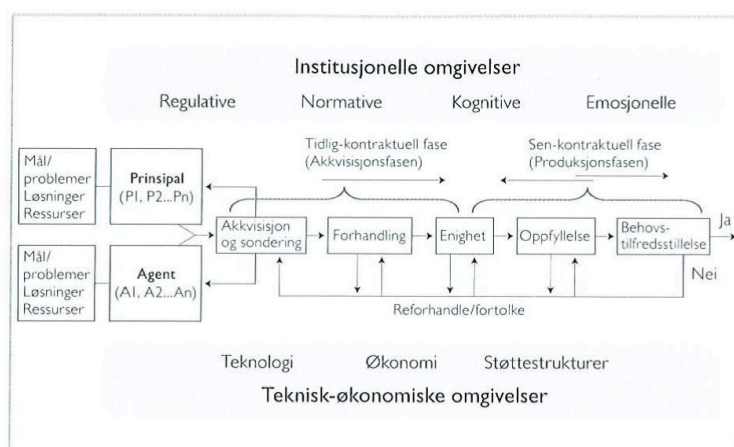 Institusjonelle omgivelser
Regulative Normative Kognitive Emosjonelle
Tidlig-kontraktuell fase
(Akkvisisjonsfasen)
Sen-kontraktuell fase
(Produksjonsfasen)
Mål/
problemer
Løsninger
Ressurser
Prinsipal
(P1, P2...Pn)
Mål/
problemer
Løsninger
Ressurser
Agent
(A1, A2...An)
Akkvisisjon
og sondering
Forhandling
Enighet
Oppfyllelse
Behovs-
tilfredsstillelse
Ja
Nei
Reforhandle/fortolke
Teknologi Økonomi Støttestrukturer
Teknisk-økonomiske omgivelser